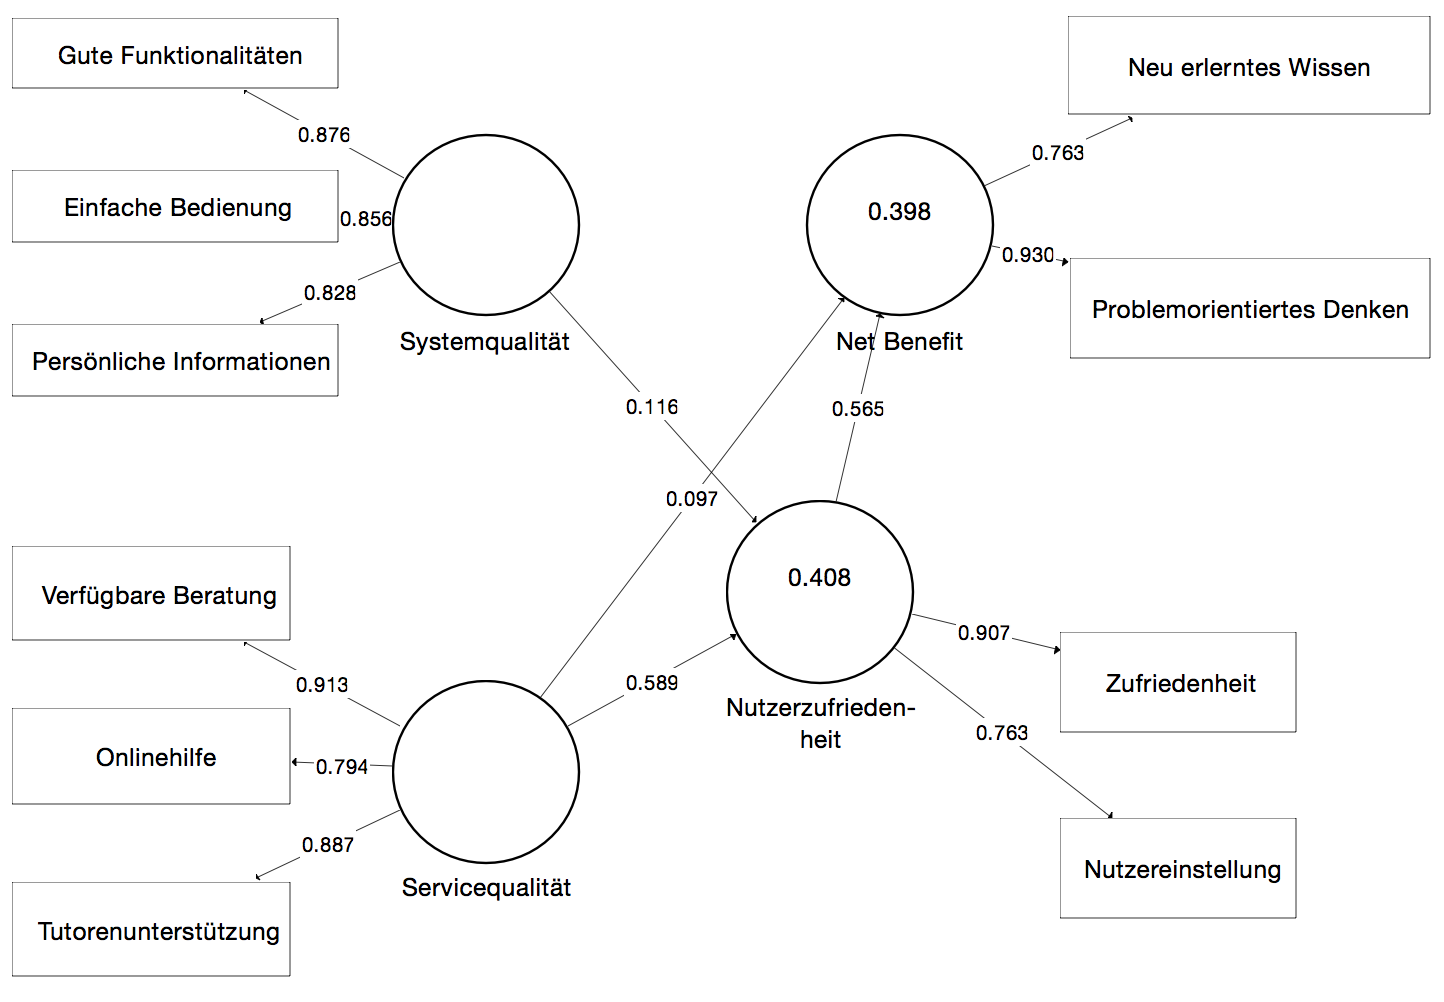 Gute Funktionalitäten
0.876
Einfache Bedienung
0.856
0.828
Persönliche Informationen
Systemqualität
Neu erlerntes Wissen
0.763
0.398
0.930
Problemorientiertes Denken
Net Benefit
0.116
0.565
0.097
Verfügbare Beratung
0.913
Onlinehilfe
0.794
0.887
Tutorenunterstützung
Servicequalität
0.589
0.408
Nutzerzufrieden-
heit
0.907
Zufriedenheit
0.763
Nutzereinstellung